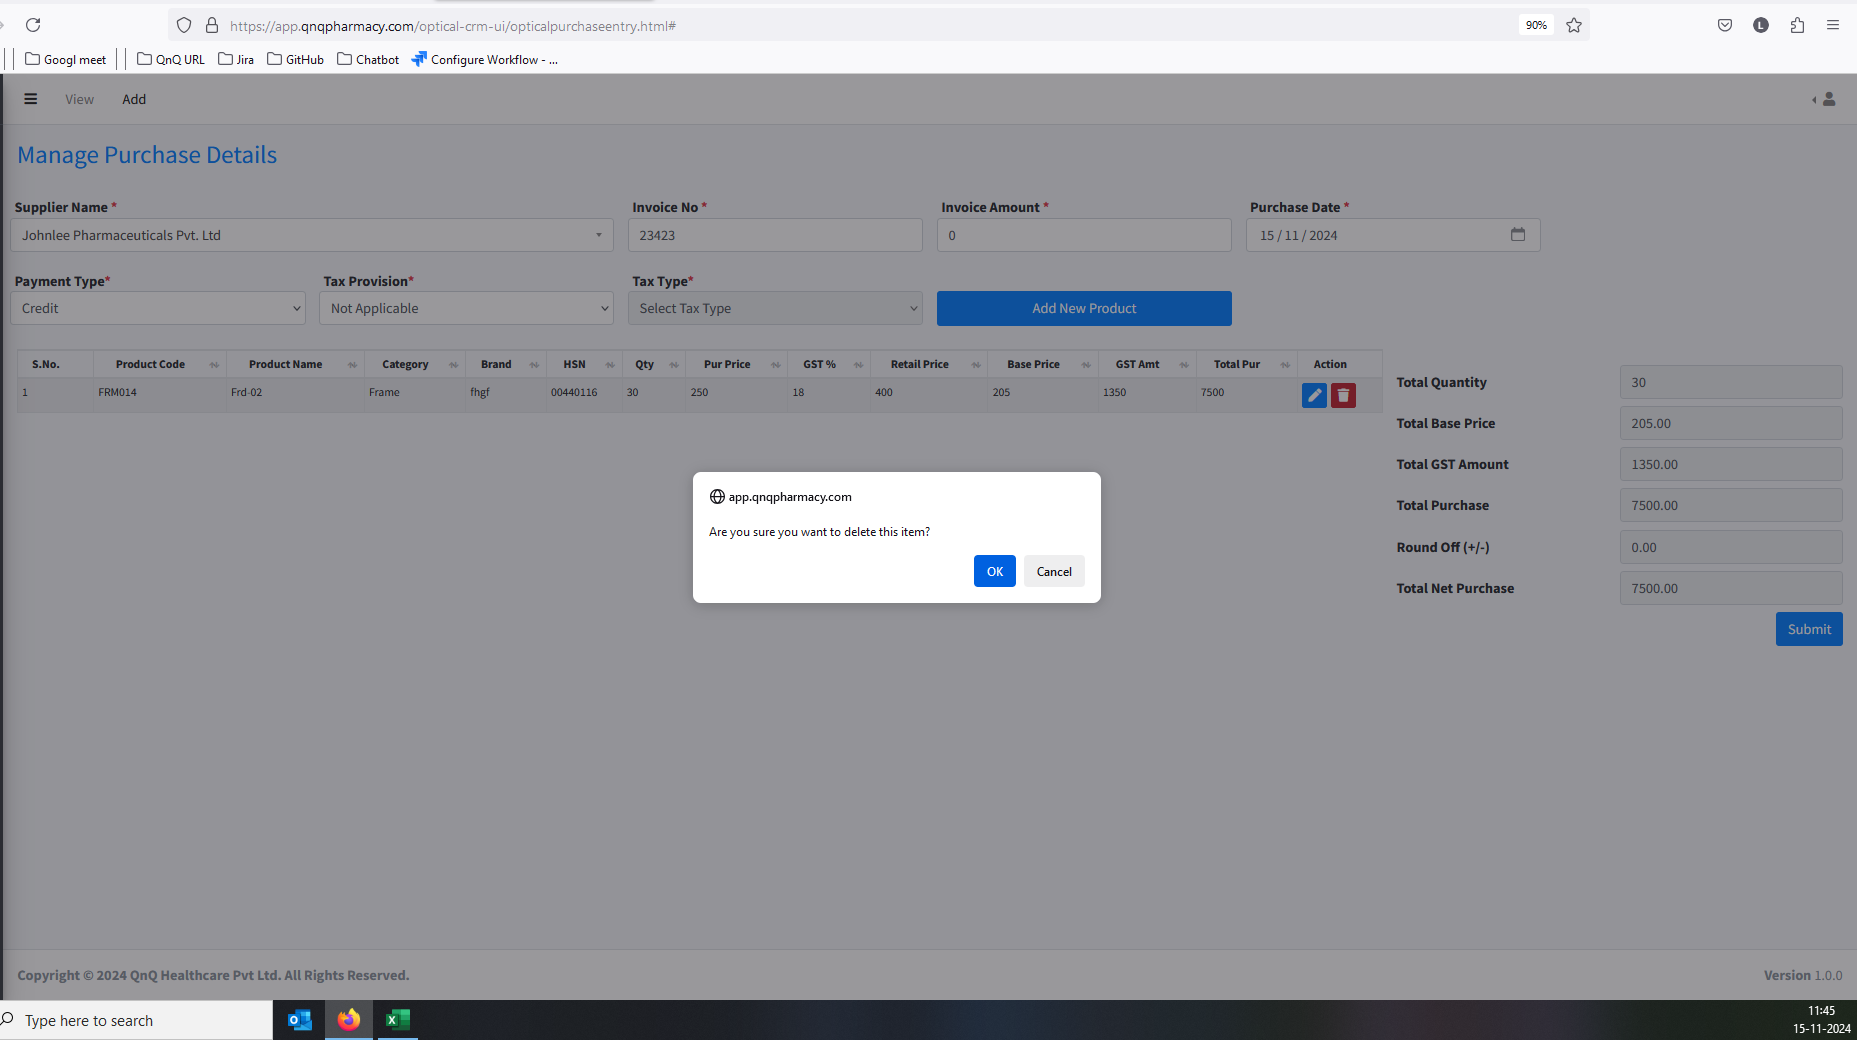 https://app.qnqpharmacy.com/optical-crm-ui/opticalpurchaseentry.html#
90%
L
Googl meet
QnQ URL
Jira
GitHub
Chatbot
Configure Workflow - ...
View
Add
Manage Purchase Details
Supplier Name *
Invoice No *
Invoice Amount *
Purchase Date *
Johnlee Pharmaceuticals Pvt. Ltd
23423
0
15 / 11 / 2024
Payment Type*
Tax Provision*
Tax Type*
Credit
Not Applicable
Select Tax Type
Add New Product
S.No. Product Code Product Name Category Brand HSN Qty Pur Price GST % Retail Price Base Price GST Amt Total Pur Action
1 FRM014 Frd-02 Frame fhgf 00440116 30 250 18 400 205 1350 7500
Total Quantity 30
Total Base Price 205.00
Total GST Amount 1350.00
Total Purchase 7500.00
Round Off (+/-) 0.00
Total Net Purchase 7500.00
Submit
app.qnqpharmacy.com
Are you sure you want to delete this item?
OK
Cancel
Copyright © 2024 QnQ Healthcare Pvt Ltd. All Rights Reserved.
Version 1.0.0
Type here to search
11:45
15-11-2024